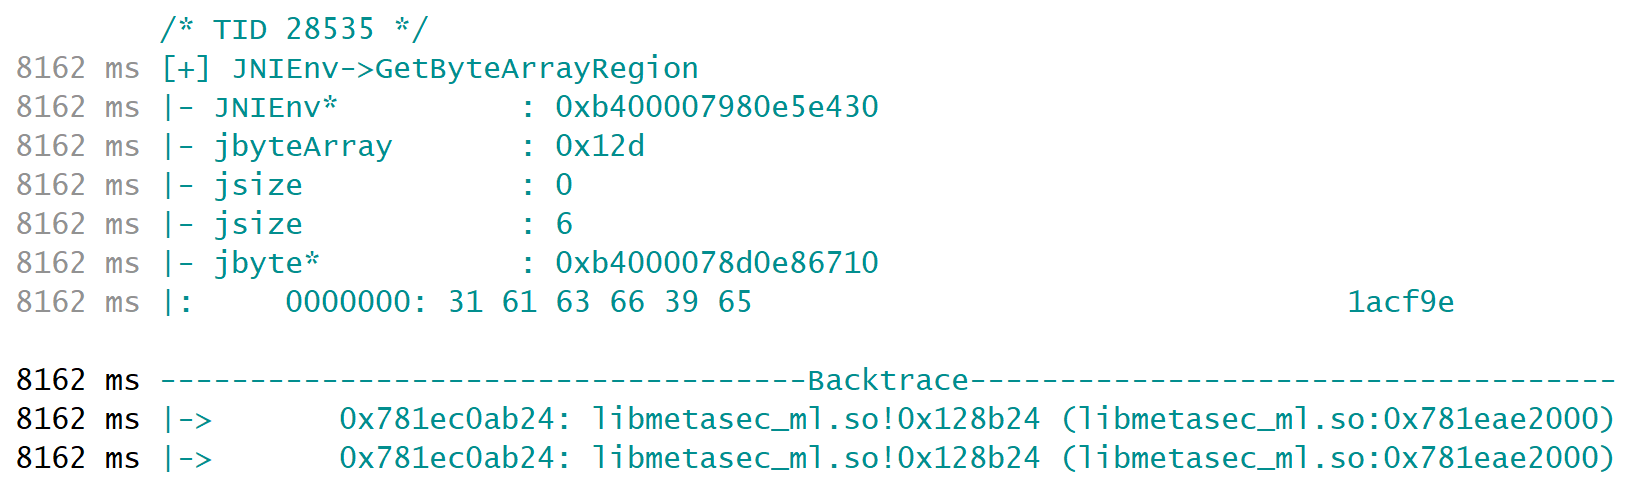 /* TID 28535 */
8162 ms [+] JNIEnv->GetByteArrayRegion
8162 ms |- JNIEnv*          : 0xb400007980e5e430
8162 ms |- jbyteArray       : 0x12d
8162 ms |- jsize            : 0
8162 ms |- jsize            : 6
8162 ms |- jbyte*           : 0xb4000078d0e86710
8162 ms |:     0000000: 31 61 63 66 39 65                                 1acf9e
8162 ms ------------------------------------Backtrace------------------------------------
8162 ms |->       0x781ec0ab24: libmetasec_ml.so!0x128b24 (libmetasec_ml.so:0x781eae2000)
8162 ms |->       0x781ec0ab24: libmetasec_ml.so!0x128b24 (libmetasec_ml.so:0x781eae2000)